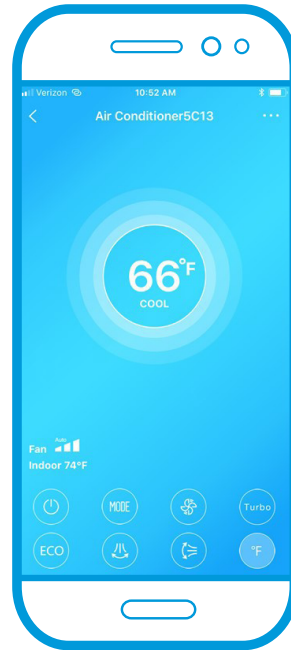 Verizon 10:52 AM
Air Conditioner5C13
66°F
COOL
Auto
Fan
Indoor 74°F
MODE Turbo
ECO °F